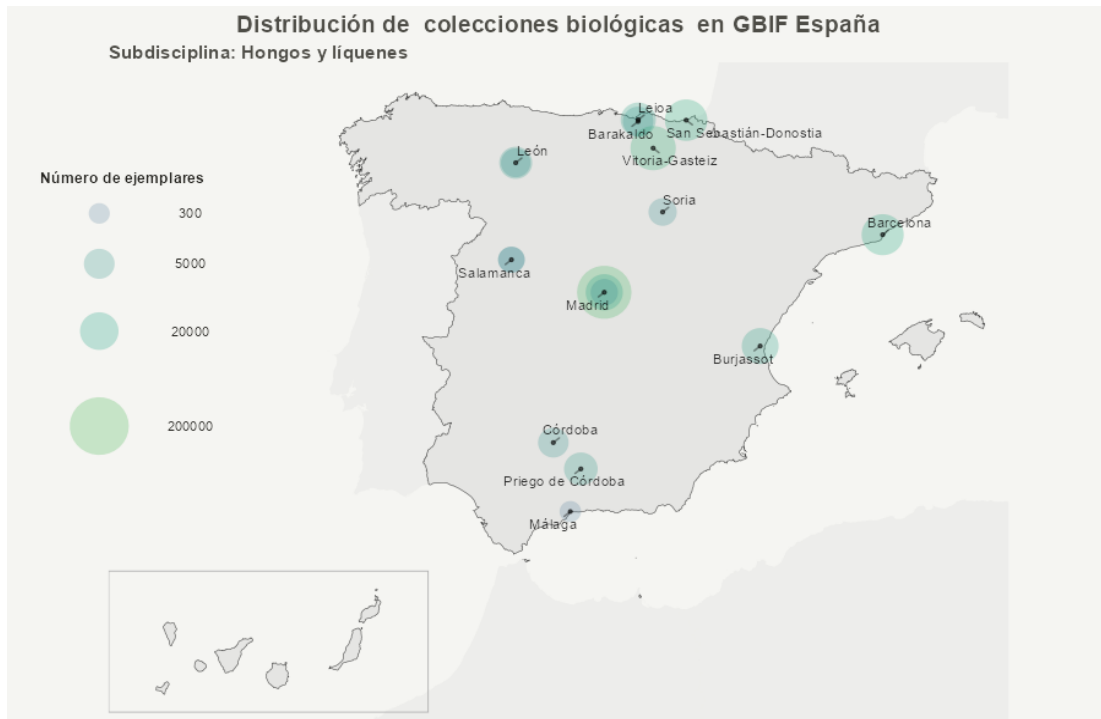 Distribución de  colecciones biológicas  en GBIF España
Subdisciplina: Hongos y líquenes
Leioa
Barakaldo
San Sebastián-Donostia
León
Vitoria-Gasteiz
Número de ejemplares
300
Soria
Barcelona
5000
Salamanca
Madrid
20000
Burjassot
200000
Córdoba
Priego de Córdoba
Málaga